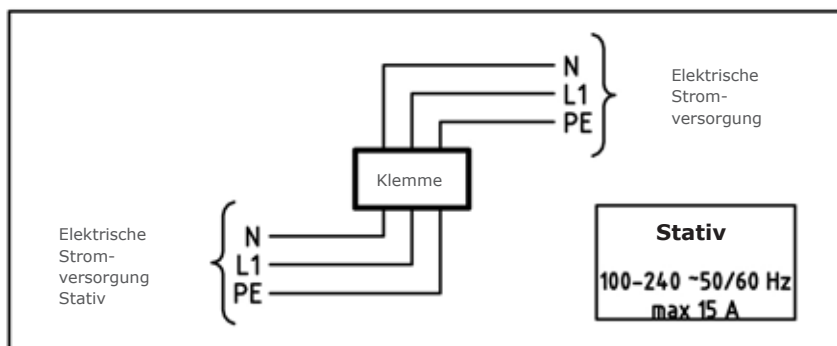 N
L1
PE
Elektrische
Strom-
versorgung
Klemme
Elektrische
Strom-
versorgung
Stativ
N
L1
PE
Stativ
100-240 ~50/60 Hz
max 15 A